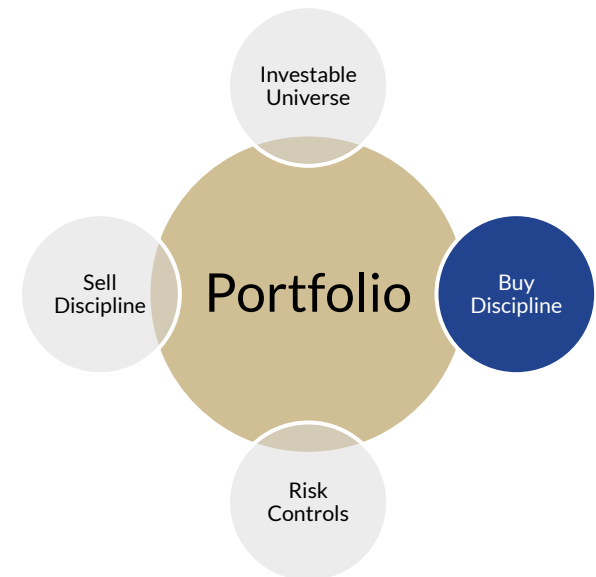 Investable
Universe
Sell
Discipline
Portfolio
Buy
Discipline
Risk
Controls